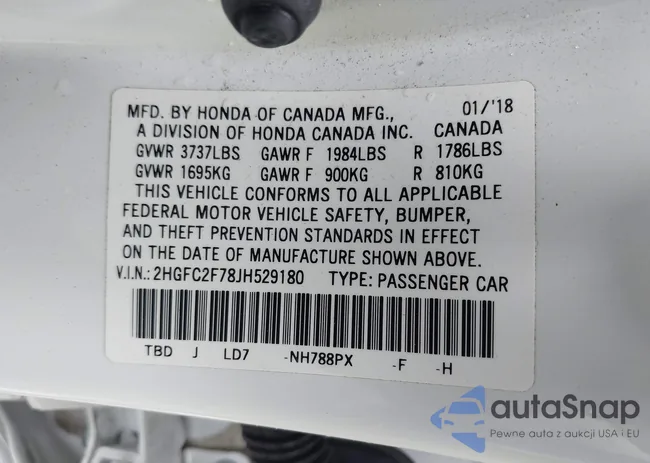 MFD. BY HONDA OF CANADA MFG., 01/'18
A DIVISION OF HONDA CANADA INC. CANADA
GVWR 3737LBS GAWR F 1984LBS R 1786LBS
GVWR 1695KG GAWR F 900KG R 810KG
THIS VEHICLE CONFORMS TO ALL APPLICABLE
FEDERAL MOTOR VEHICLE SAFETY, BUMPER,
AND THEFT PREVENTION STANDARDS IN EFFECT
ON THE DATE OF MANUFACTURE SHOWN ABOVE.
V.I.N.: 2HGFC2F78JH529180 TYPE: PASSENGER CAR
TBD J LD7 -NH788PX -F -H
autaSnap
Pewne auta z aukcji USA i EU